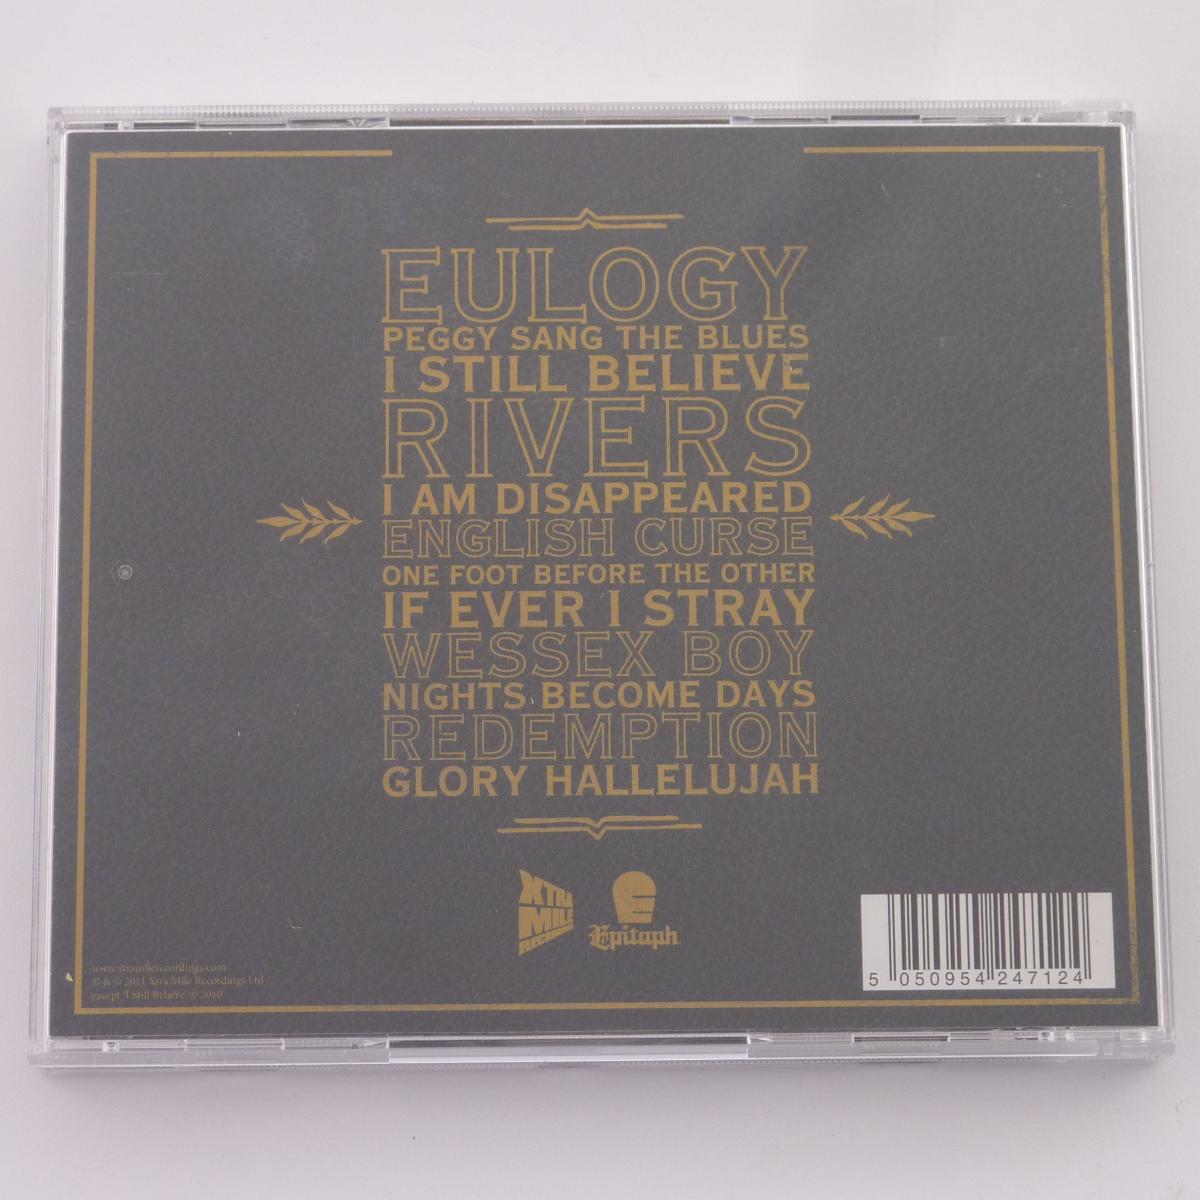 EULOGY
PEGGY SANG THE BLUES
I STILL BELIEVE
RIVERS
I AM DISAPPEARED
ENGLISH CURSE
ONE FOOT BEFORE THE OTHER
IF EVER I STRAY
WESSEX BOY
NIGHTS BECOME DAYS
REDEMPTION
GLORY HALLELUJAH
XTRA
MILE
RECORDINGS
Epitaph
www.xtramilerecordings.com
℗ & © 2011 Xtra Mile Recordings Ltd
except 'I Still Believe' © 2010
5 050954 247124